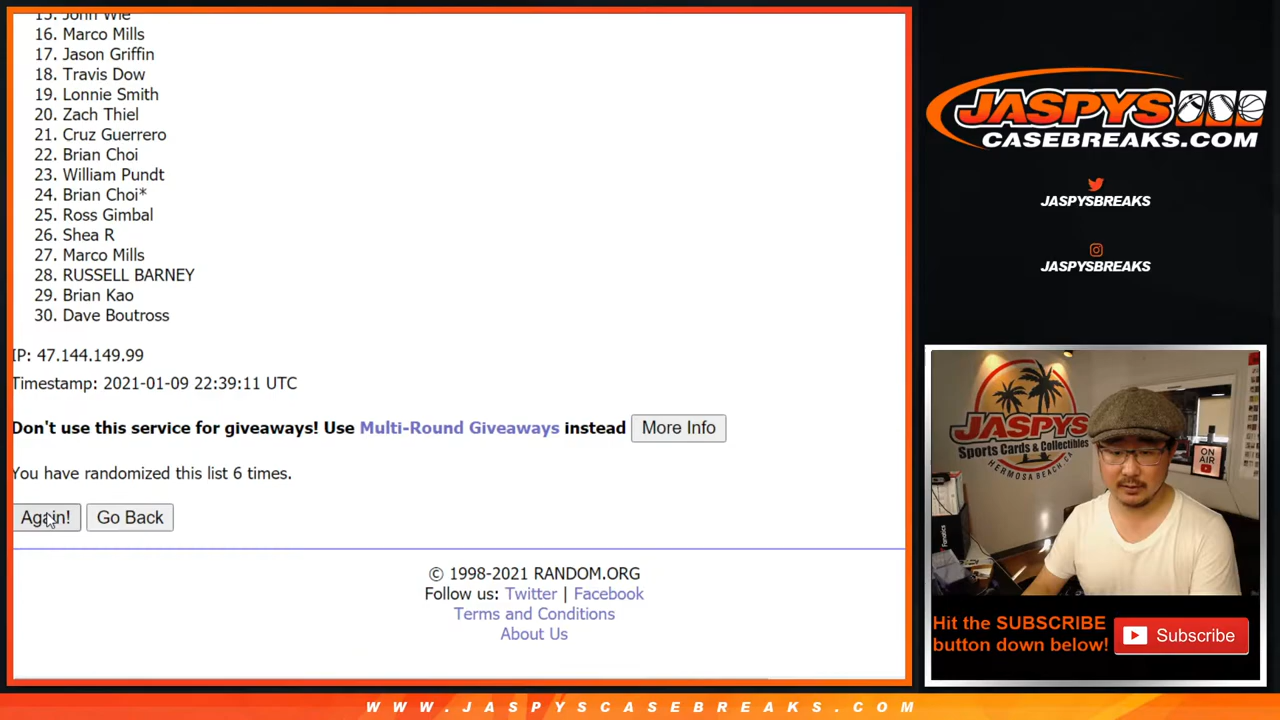 15. John Wie
16. Marco Mills
17. Jason Griffin
18. Travis Dow
19. Lonnie Smith
20. Zach Thiel
21. Cruz Guerrero
22. Brian Choi
23. William Pundt
24. Brian Choi*
25. Ross Gimbal
26. Shea R
27. Marco Mills
28. RUSSELL BARNEY
29. Brian Kao
30. Dave Boutross
IP: 47.144.149.99
Timestamp: 2021-01-09 22:39:11 UTC
Don't use this service for giveaways! Use Multi-Round Giveaways instead More Info
You have randomized this list 6 times.
Again! Go Back
© 1998-2021 RANDOM.ORG
Follow us: Twitter | Facebook
Terms and Conditions
About Us
JASPYS
CASEBREAKS.COM
JASPYSBREAKS
JASPYSBREAKS
JASPYS
Sports Cards & Collectibles
HERMOSA BEACH, CA
ON
AIR
Fanatics
Hit the SUBSCRIBE
button down below!
Subscribe
WWW.JASPYSCASEBREAKS.COM